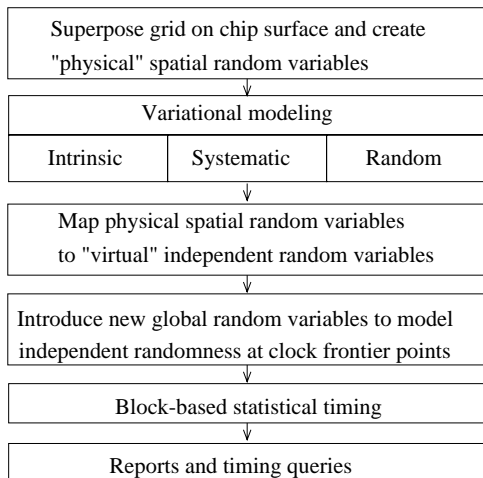 Superpose grid on chip surface and create
"physical" spatial random variables
Variational modeling
Intrinsic Systematic Random
Map physical spatial random variables
to "virtual" independent random variables
Introduce new global random variables to model
independent randomness at clock frontier points
Block-based statistical timing
Reports and timing queries